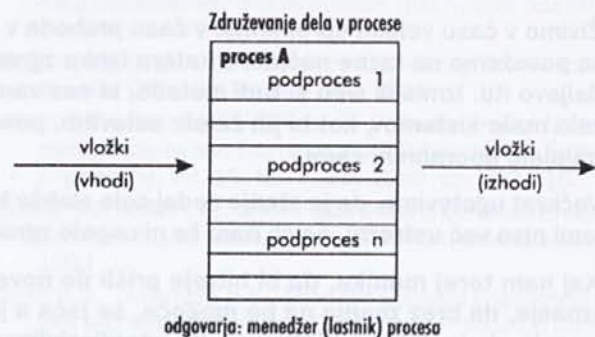 Združevanje dela v procese
proces A
podproces 1
vložki
(vhodi)
podproces 2
vložki
(izhodi)
podproces n
odgovarja: menedžer (lastnik) procesa